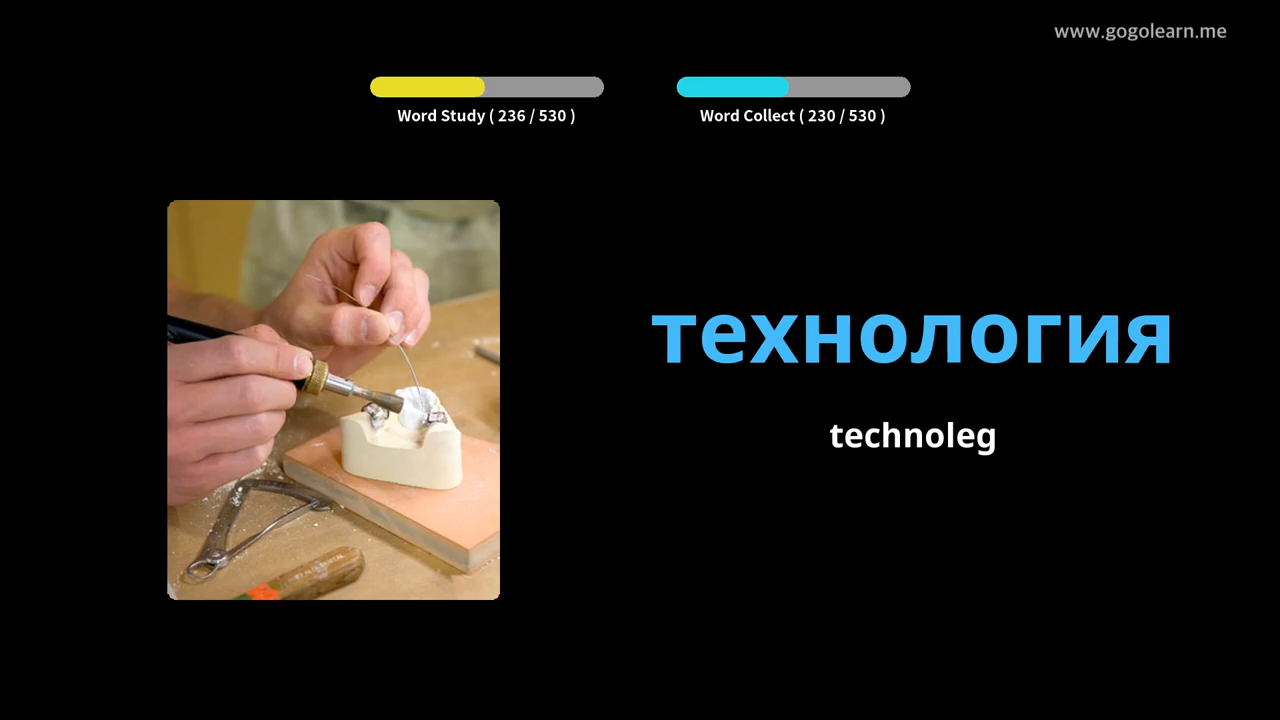 www.gogolearn.me
Word Study ( 236 / 530 )
Word Collect ( 230 / 530 )
технология
technoleg